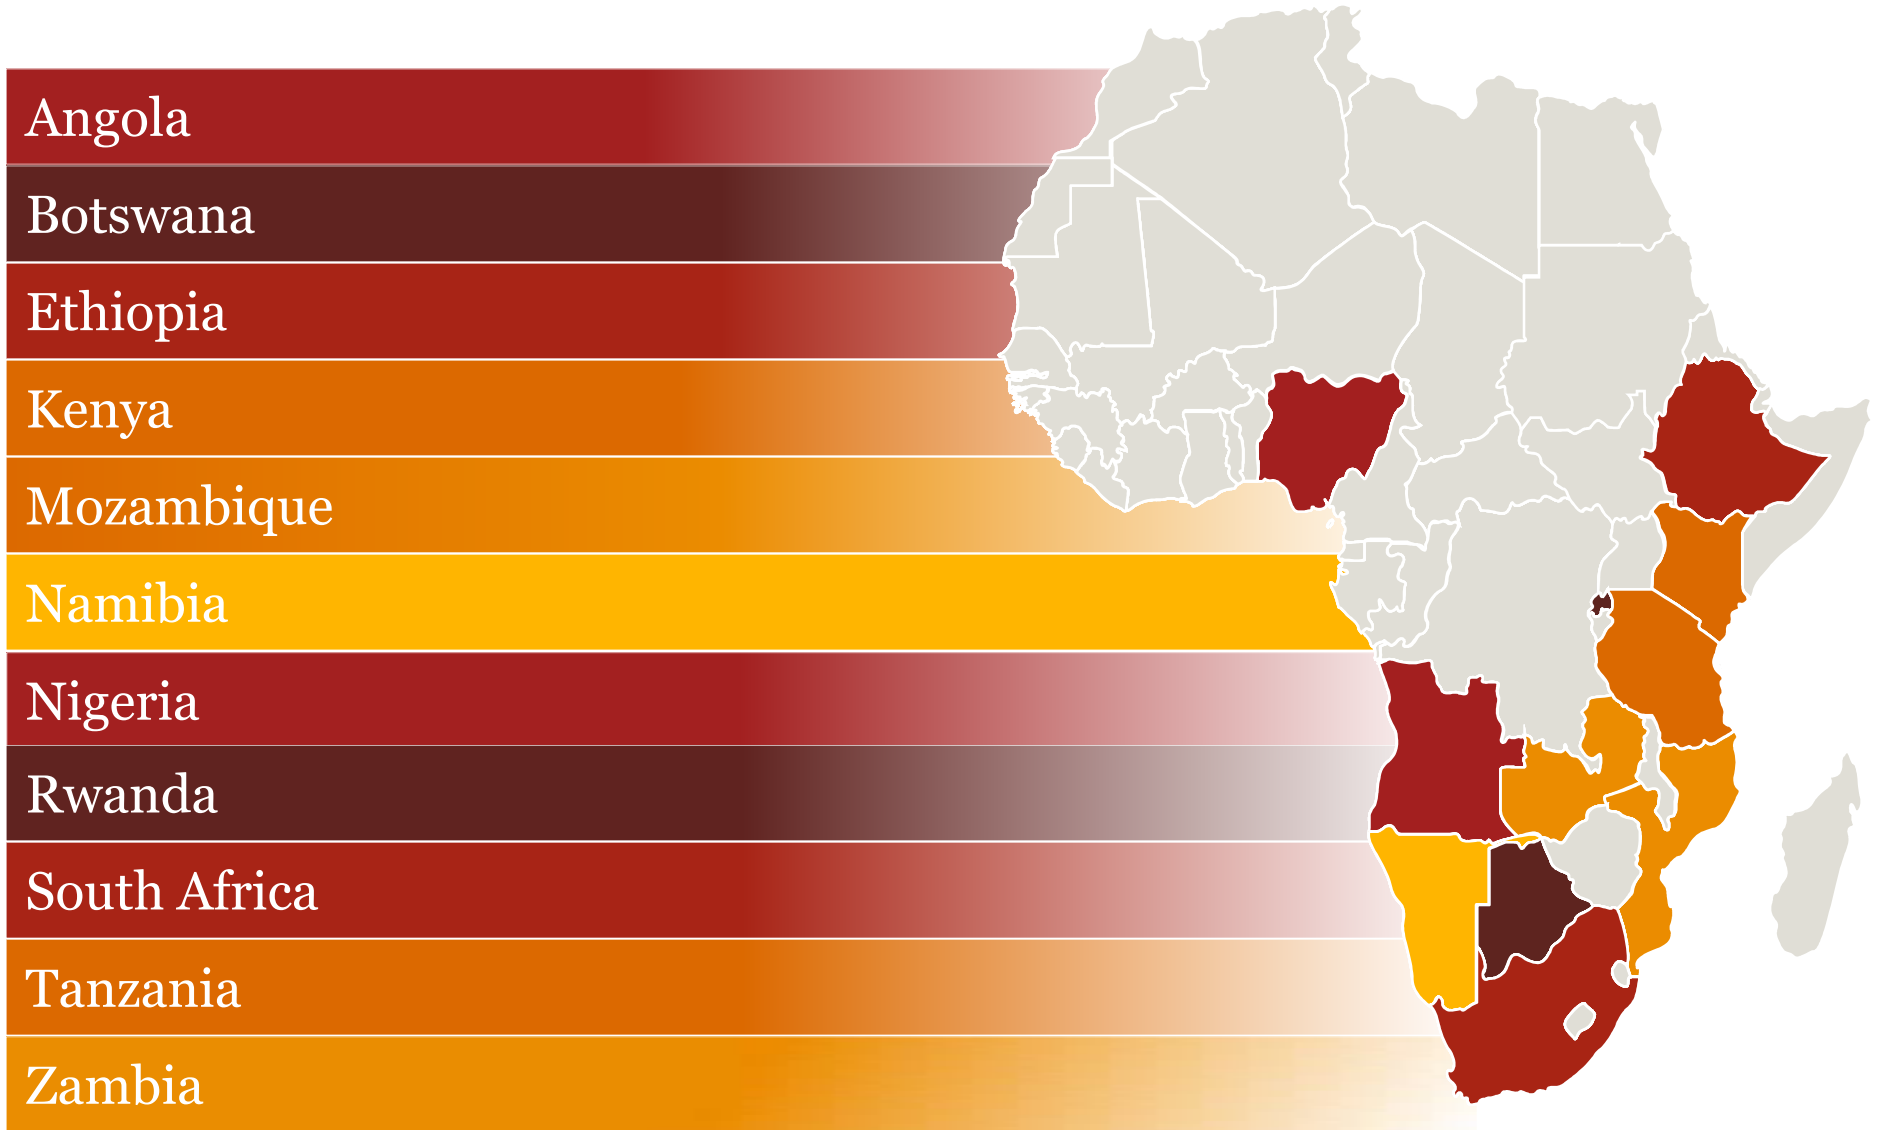 Angola
Botswana
Ethiopia
Kenya
Mozambique
Namibia
Nigeria
Rwanda
South Africa
Tanzania
Zambia